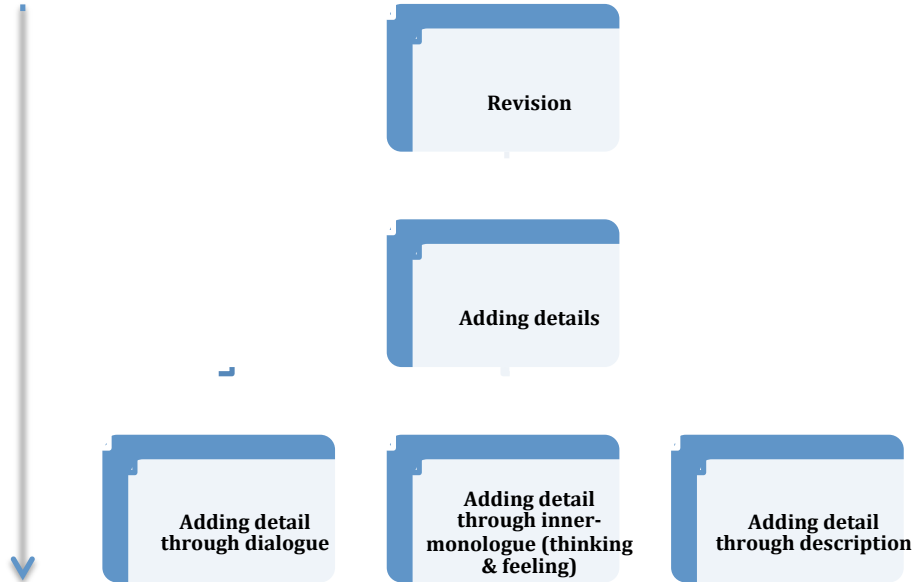 Revision
Adding details
Adding detail
through dialogue
Adding detail
through inner-
monologue (thinking
& feeling)
Adding detail
through description